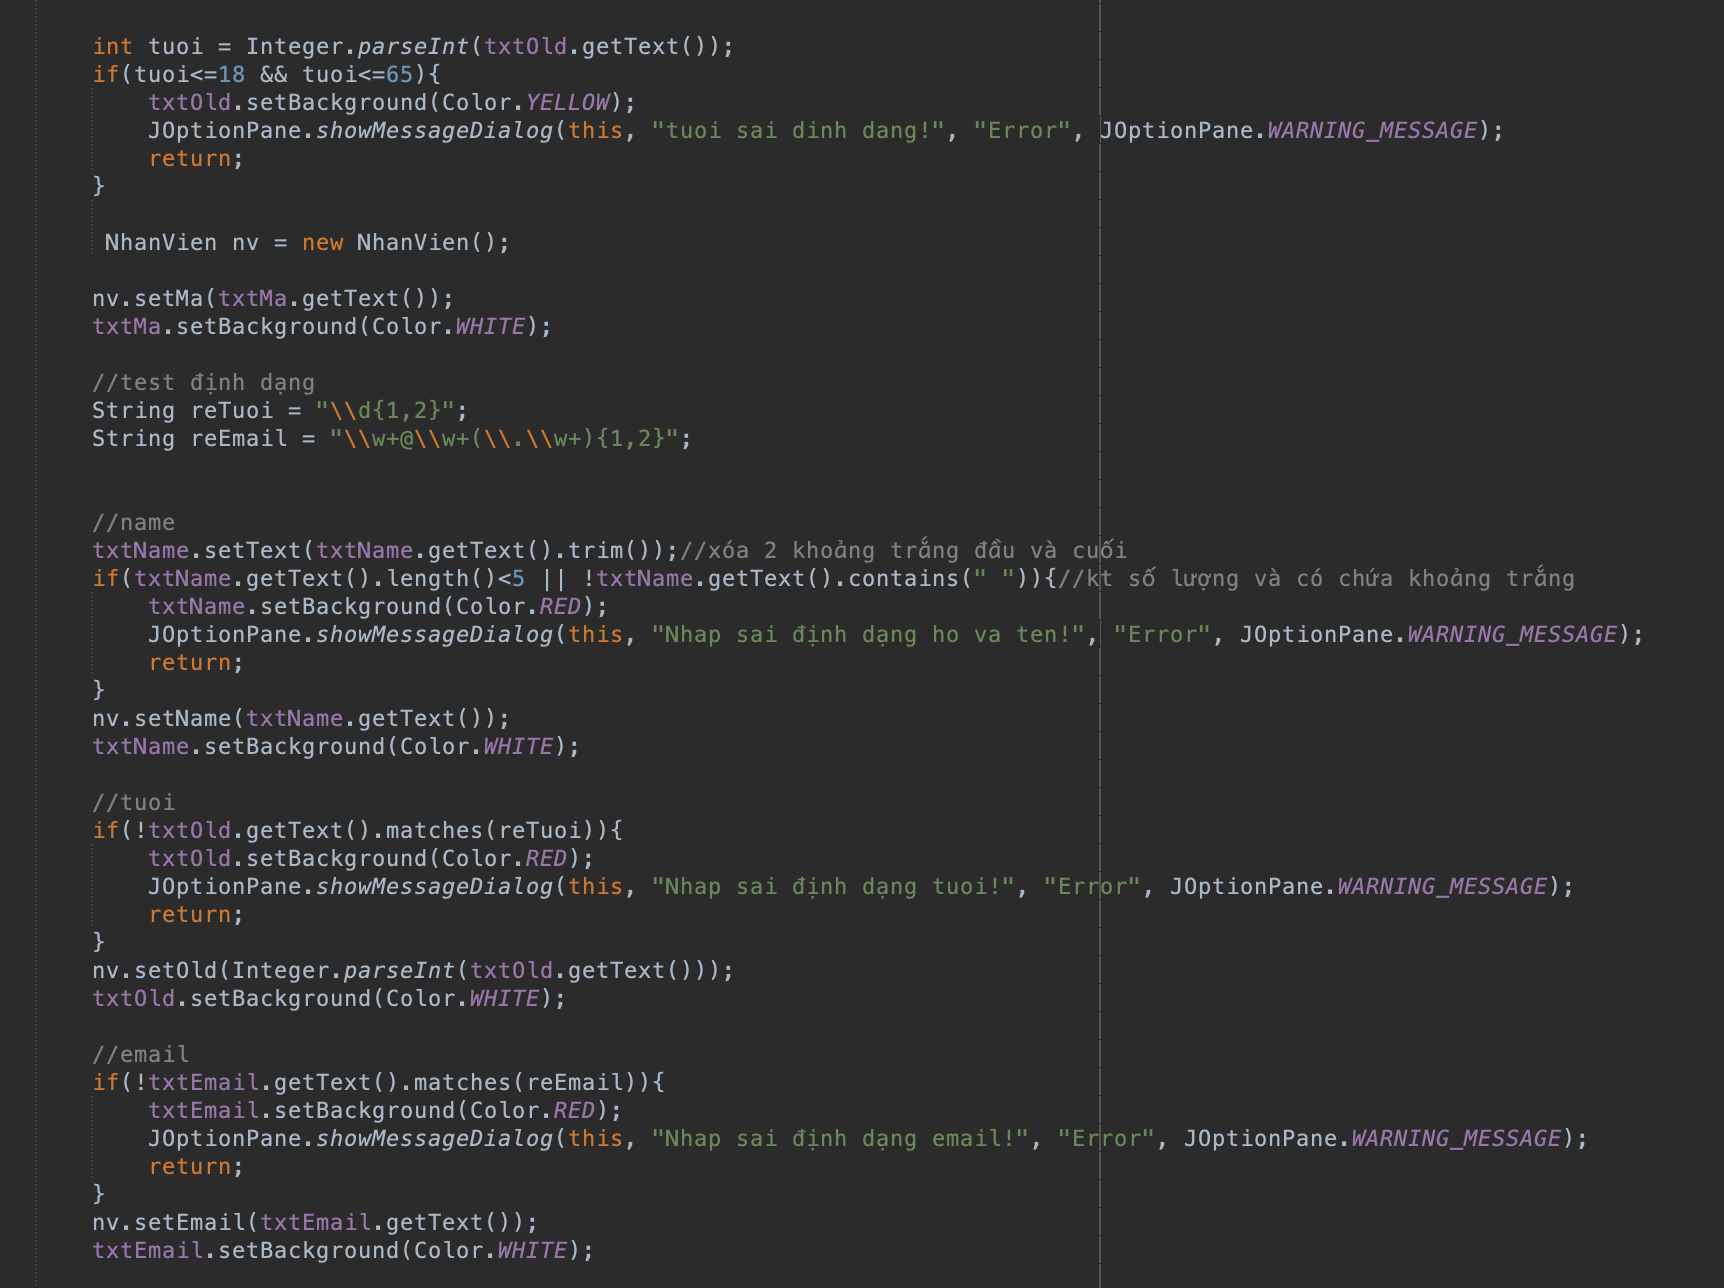 int tuoi = Integer.parseInt(txtOld.getText());
if(tuoi<=18 && tuoi<=65){
    txtOld.setBackground(Color.YELLOW);
    JOptionPane.showMessageDialog(this, "tuoi sai dinh dang!", "Error", JOptionPane.WARNING_MESSAGE);
    return;
}
NhanVien nv = new NhanVien();
nv.setMa(txtMa.getText());
txtMa.setBackground(Color.WHITE);
//test định dạng
String reTuoi = "\\d{1,2}";
String reEmail = "\\w+@\\w+(\\.\\w+){1,2}";
//name
txtName.setText(txtName.getText().trim());//xóa 2 khoảng trắng đầu và cuối
if(txtName.getText().length()<5 || !txtName.getText().contains(" ")){//kt số lượng và có chứa khoảng trắng
    txtName.setBackground(Color.RED);
    JOptionPane.showMessageDialog(this, "Nhap sai định dạng ho va ten!", "Error", JOptionPane.WARNING_MESSAGE);
    return;
}
nv.setName(txtName.getText());
txtName.setBackground(Color.WHITE);
//tuoi
if(!txtOld.getText().matches(reTuoi)){
    txtOld.setBackground(Color.RED);
    JOptionPane.showMessageDialog(this, "Nhap sai định dạng tuoi!", "Error", JOptionPane.WARNING_MESSAGE);
    return;
}
nv.setOld(Integer.parseInt(txtOld.getText()));
txtOld.setBackground(Color.WHITE);
//email
if(!txtEmail.getText().matches(reEmail)){
    txtEmail.setBackground(Color.RED);
    JOptionPane.showMessageDialog(this, "Nhap sai định dạng email!", "Error", JOptionPane.WARNING_MESSAGE);
    return;
}
nv.setEmail(txtEmail.getText());
txtEmail.setBackground(Color.WHITE);